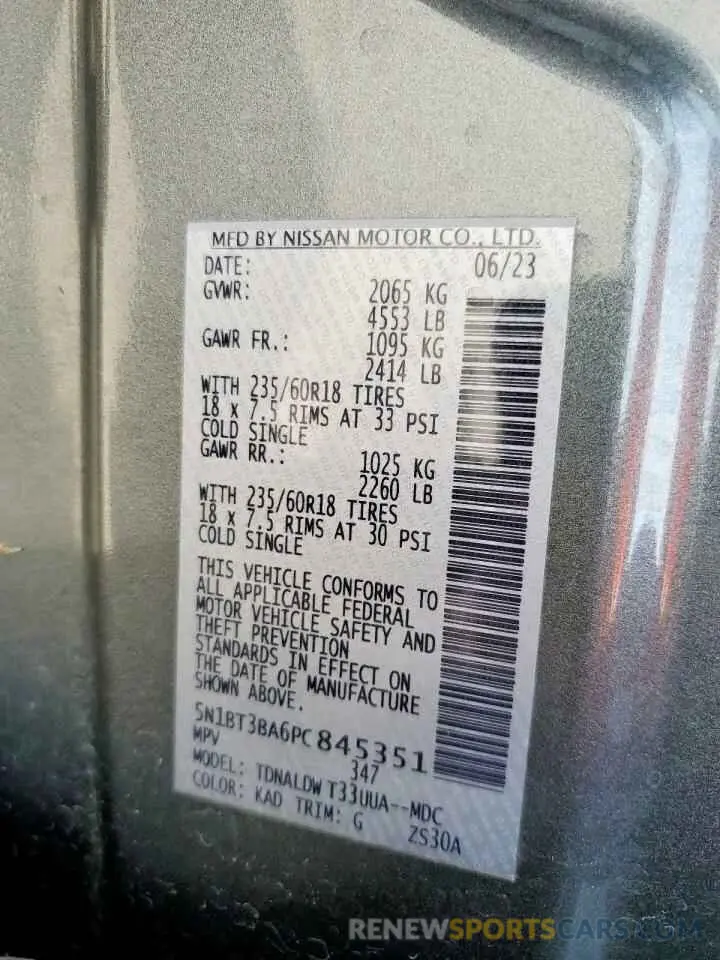 MFD BY NISSAN MOTOR CO., LTD.
DATE: 06/23
GVWR: 2065 KG
4553 LB
GAWR FR.: 1095 KG
2414 LB
WITH 235/60R18 TIRES
18 x 7.5 RIMS AT 33 PSI
COLD SINGLE
GAWR RR.: 1025 KG
2260 LB
WITH 235/60R18 TIRES
18 x 7.5 RIMS AT 30 PSI
COLD SINGLE
THIS VEHICLE CONFORMS TO
ALL APPLICABLE FEDERAL
MOTOR VEHICLE SAFETY AND
THEFT PREVENTION
STANDARDS IN EFFECT ON
THE DATE OF MANUFACTURE
SHOWN ABOVE.
5N1BT3BA6PC845351
MPV 347
MODEL: TDNALDW T33UUA--MDC
COLOR: KAD TRIM: G ZS30A
RENEWSPORTSCARS.COM